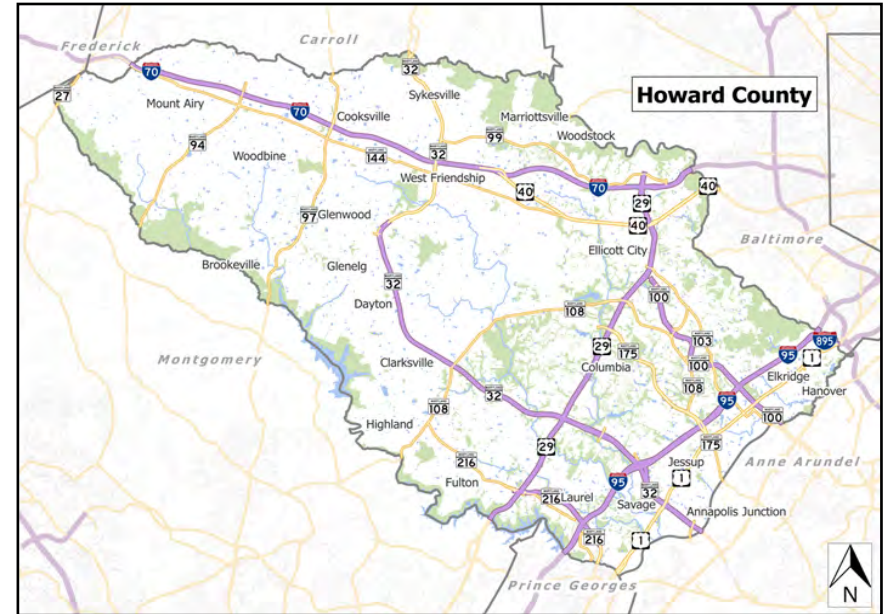 Frederick
Carroll
32
70
27
Mount Airy
70
Sykesville
Howard County
Cooksville
Marriottsville
94
99
Woodstock
144
32
Woodbine
West Friendship
40
70
40
29
97
Glenwood
40
Baltimore
Ellicott City
Brookeville
Glenelg
32
100
Dayton
108
103
895
29
175
95
1
Montgomery
Clarksville
Columbia
100
Elkridge
32
108
Hanover
95
108
100
Highland
29
175
216
Jessup
Anne Arundel
Fulton
95
1
216
Laurel
32
Savage
Annapolis Junction
216
1
Prince Georges
N